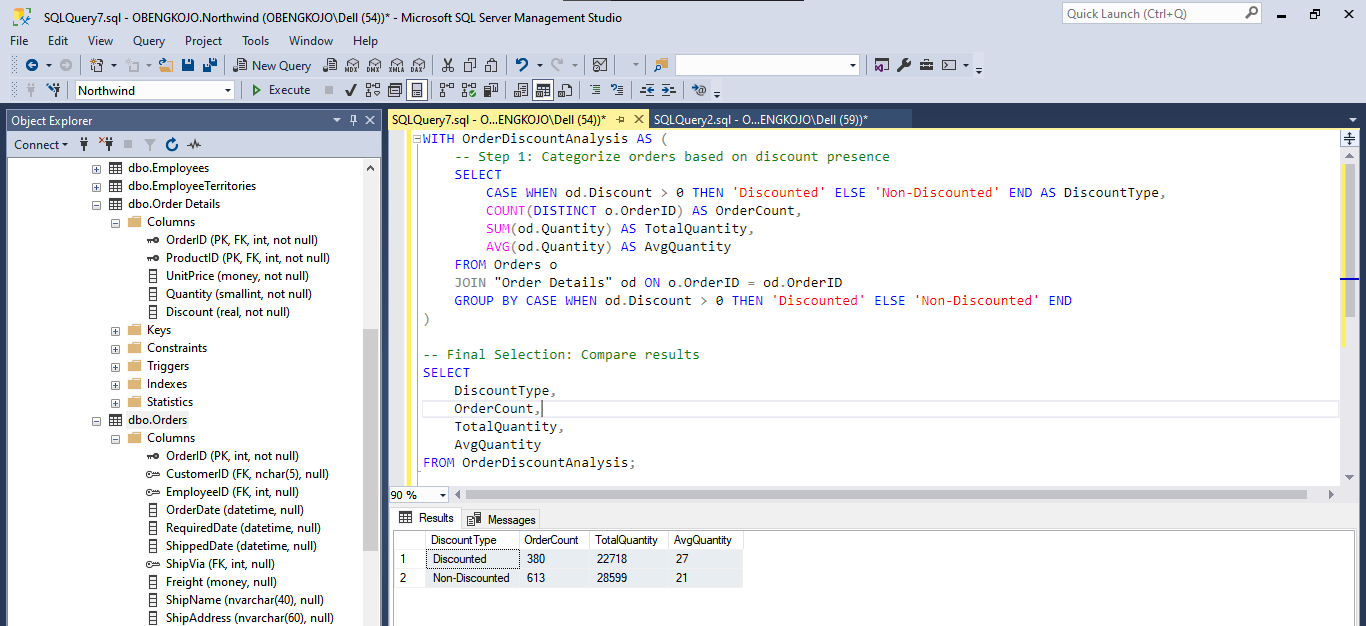 SQLQuery7.sql - OBENGKOJO.Northwind (OBENGKOJO\Dell (54))* - Microsoft SQL Server Management Studio
Quick Launch (Ctrl+Q)
File Edit View Query Project Tools Window Help
New Query MDX DMX XMLA DAX
Northwind Execute
Object Explorer
Connect
dbo.Employees
dbo.EmployeeTerritories
dbo.Order Details
Columns
OrderID (PK, FK, int, not null)
ProductID (PK, FK, int, not null)
UnitPrice (money, not null)
Quantity (smallint, not null)
Discount (real, not null)
Keys
Constraints
Triggers
Indexes
Statistics
dbo.Orders
Columns
OrderID (PK, int, not null)
CustomerID (FK, nchar(5), null)
EmployeeID (FK, int, null)
OrderDate (datetime, null)
RequiredDate (datetime, null)
ShippedDate (datetime, null)
ShipVia (FK, int, null)
Freight (money, null)
ShipName (nvarchar(40), null)
ShipAddress (nvarchar(60), null)
SQLQuery7.sql - O...ENGKOJO\Dell (54))* SQLQuery2.sql - O...ENGKOJO\Dell (59))*
WITH OrderDiscountAnalysis AS (
-- Step 1: Categorize orders based on discount presence
SELECT
CASE WHEN od.Discount > 0 THEN 'Discounted' ELSE 'Non-Discounted' END AS DiscountType,
COUNT(DISTINCT o.OrderID) AS OrderCount,
SUM(od.Quantity) AS TotalQuantity,
AVG(od.Quantity) AS AvgQuantity
FROM Orders o
JOIN "Order Details" od ON o.OrderID = od.OrderID
GROUP BY CASE WHEN od.Discount > 0 THEN 'Discounted' ELSE 'Non-Discounted' END
)
-- Final Selection: Compare results
SELECT
DiscountType,
OrderCount,
TotalQuantity,
AvgQuantity
FROM OrderDiscountAnalysis;
90 %
Results Messages
DiscountType OrderCount TotalQuantity AvgQuantity
1 Discounted 380 22718 27
2 Non-Discounted 613 28599 21